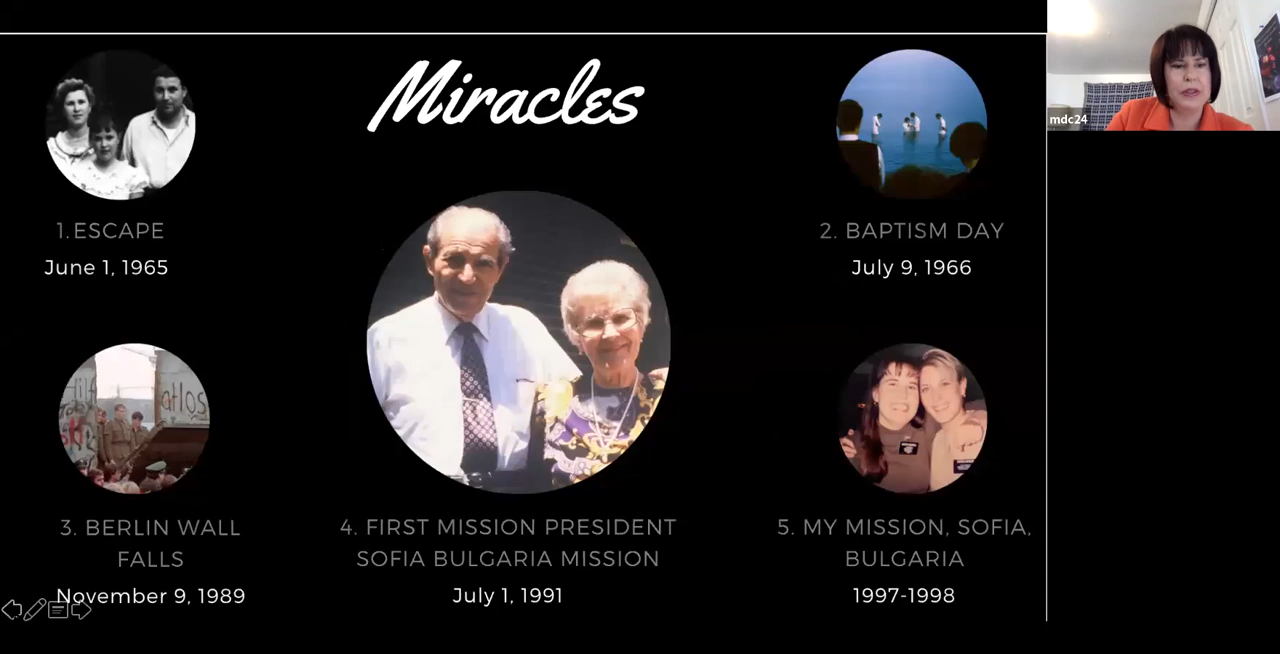 Miracles
mdc24
1.ESCAPE
June 1, 1965
2. BAPTISM DAY
July 9, 1966
3. BERLIN WALL
FALLS
November 9, 1989
4. FIRST MISSION PRESIDENT
SOFIA BULGARIA MISSION
July 1, 1991
5. MY MISSION, SOFIA,
BULGARIA
1997-1998